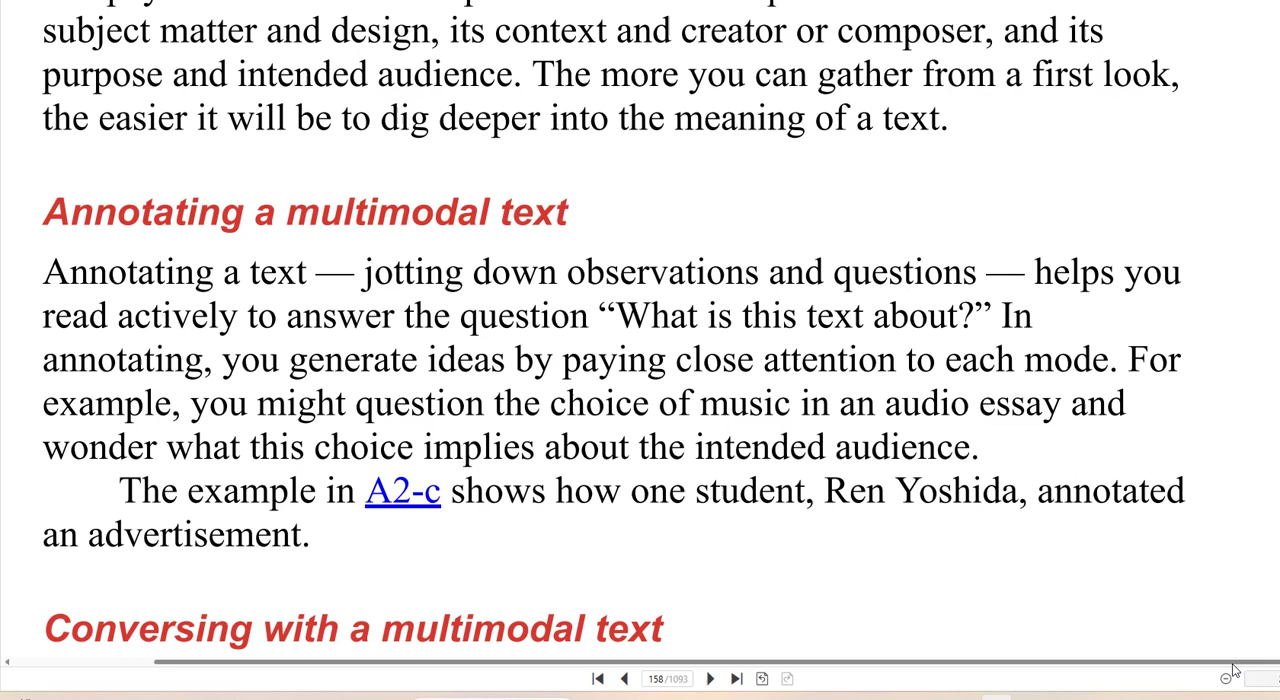 subject matter and design, its context and creator or composer, and its
purpose and intended audience. The more you can gather from a first look,
the easier it will be to dig deeper into the meaning of a text.
Annotating a multimodal text
Annotating a text — jotting down observations and questions — helps you
read actively to answer the question “What is this text about?” In
annotating, you generate ideas by paying close attention to each mode. For
example, you might question the choice of music in an audio essay and
wonder what this choice implies about the intended audience.
The example in A2-c shows how one student, Ren Yoshida, annotated
an advertisement.
Conversing with a multimodal text
158/1093